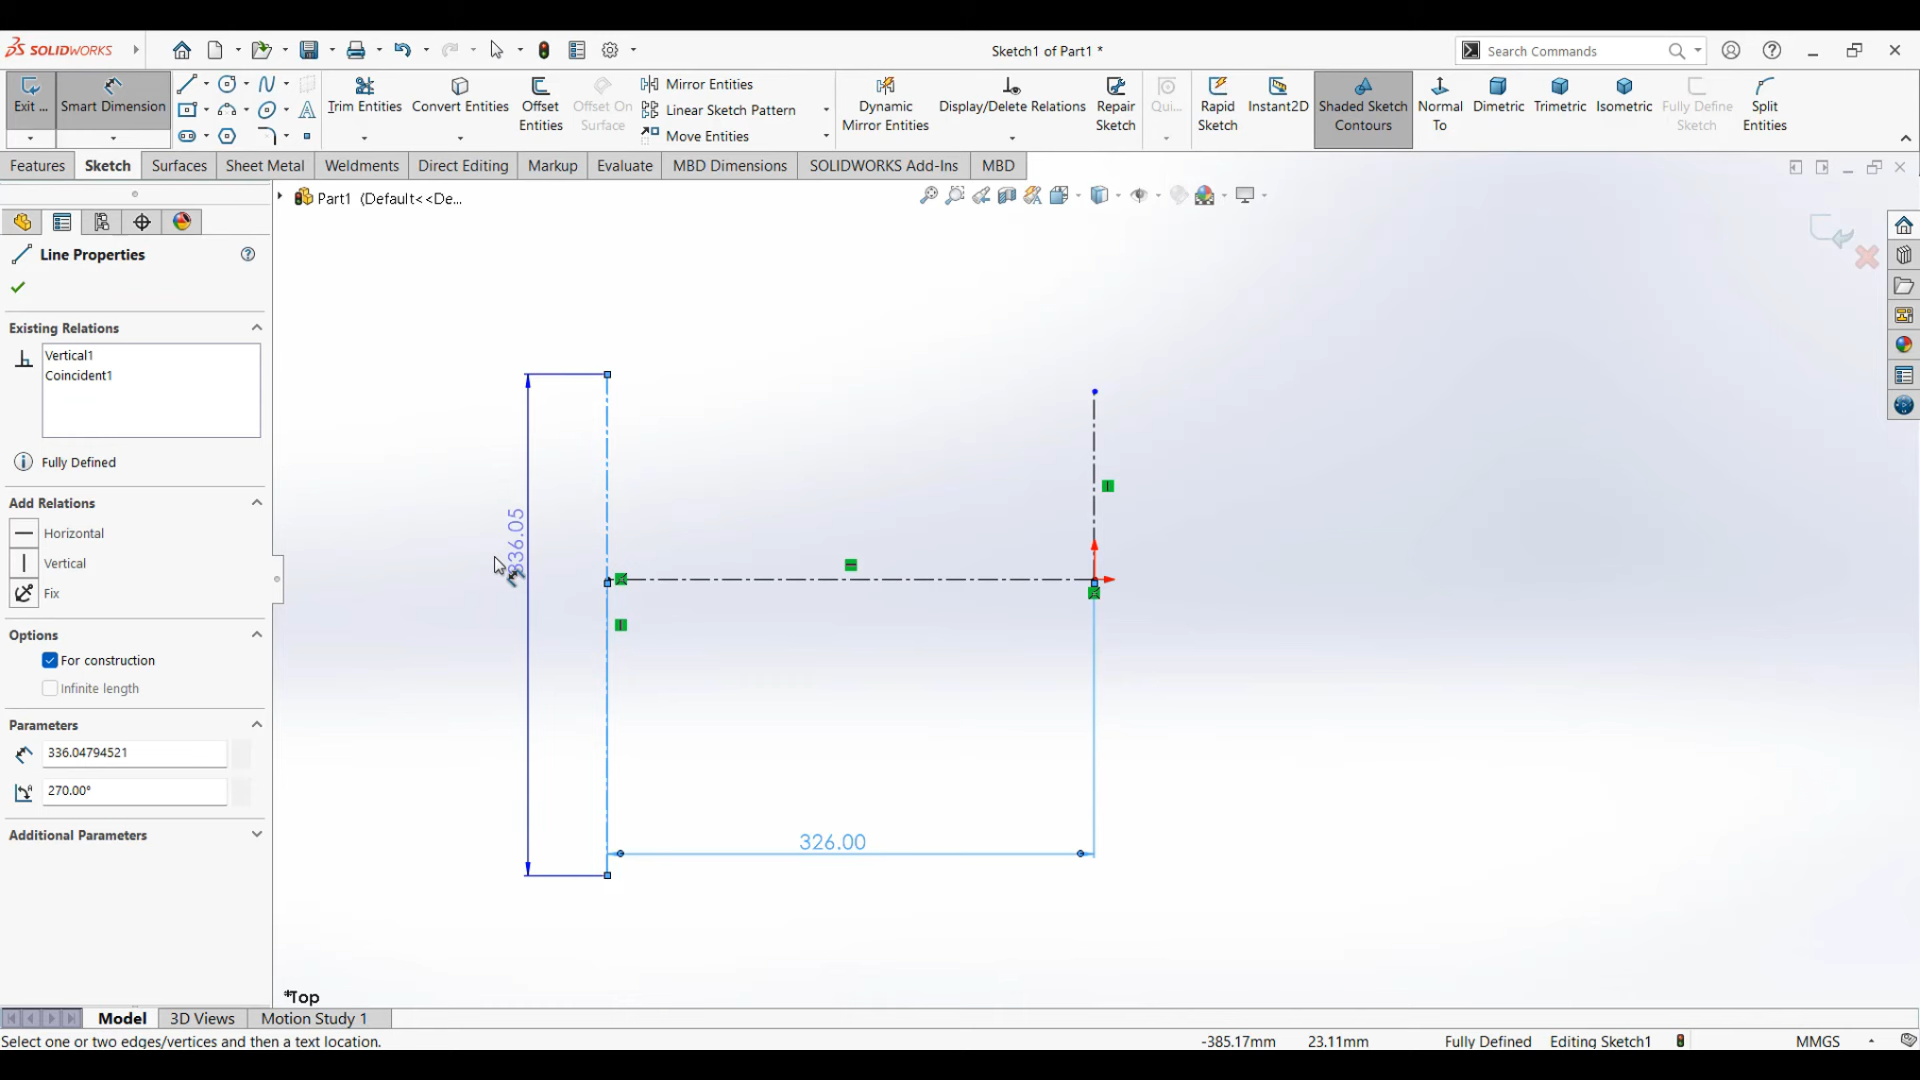 SOLIDWORKS
Sketch1 of Part1 *
Search Commands
Exit ...
Smart Dimension
Trim Entities
Convert Entities
Offset Entities
Offset On Surface
Mirror Entities
Linear Sketch Pattern
Move Entities
Dynamic Mirror Entities
Display/Delete Relations
Repair Sketch
Qui...
Rapid Sketch
Instant2D
Shaded Sketch Contours
Normal To
Dimetric
Trimetric
Isometric
Fully Define Sketch
Split Entities
Features
Sketch
Surfaces
Sheet Metal
Weldments
Direct Editing
Markup
Evaluate
MBD Dimensions
SOLIDWORKS Add-Ins
MBD
Part1 (Default<<De...
Line Properties
Existing Relations
Vertical1
Coincident1
Fully Defined
Add Relations
Horizontal
Vertical
Fix
Options
For construction
Infinite length
Parameters
336.04794521
270.00°
Additional Parameters
336.05
326.00
*Top
Model
3D Views
Motion Study 1
Select one or two edges/vertices and then a text location.
-385.17mm
23.11mm
Fully Defined
Editing Sketch1
MMGS